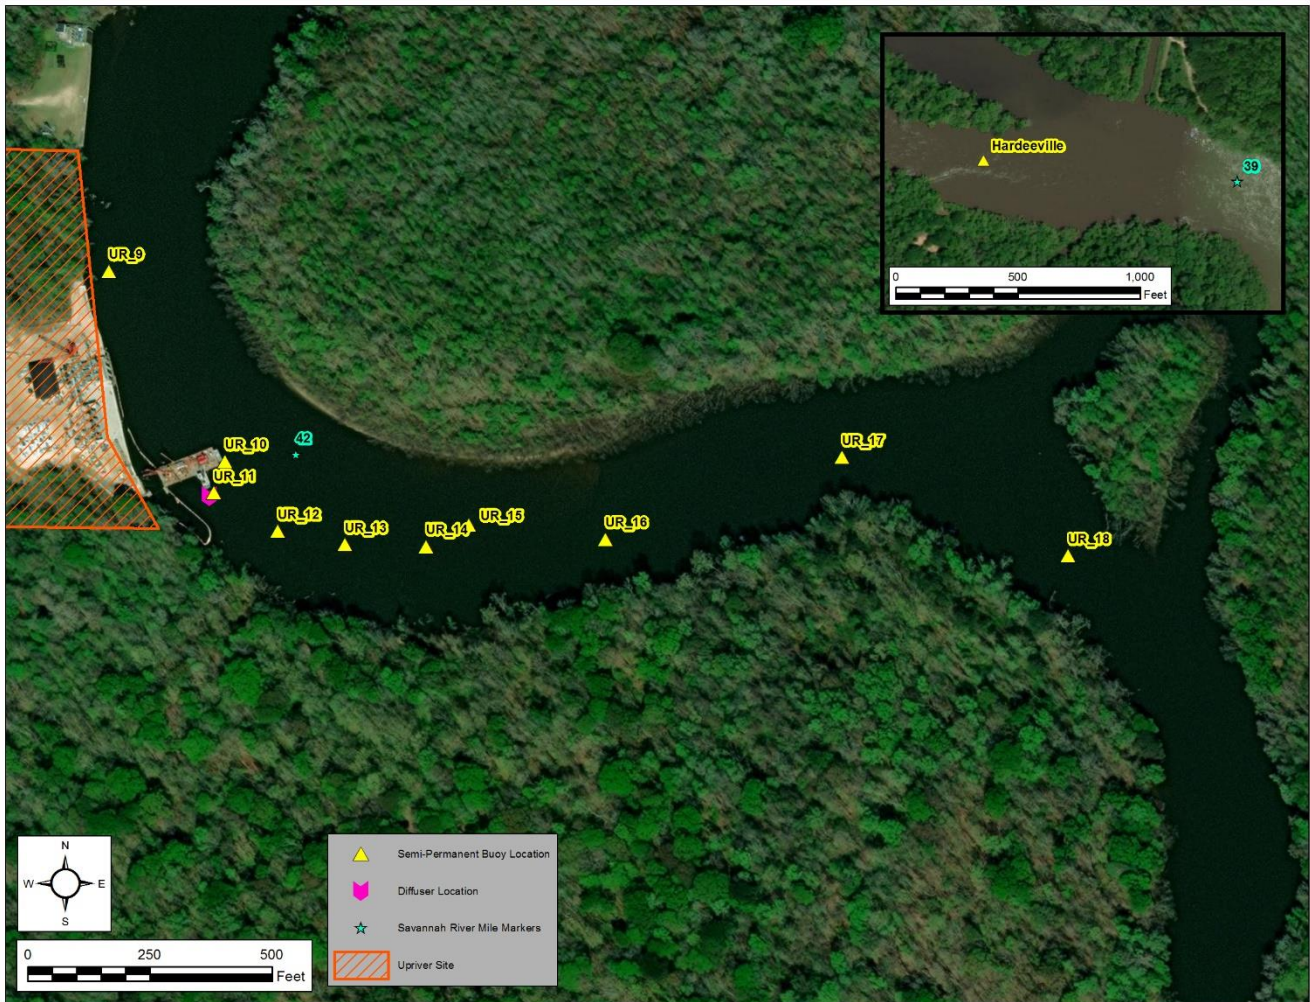 Hardeeville
39
0 500 1,000
Feet
UR_9
42
UR_10
UR_11
UR_17
UR_12
UR_13
UR_14
UR_15
UR_16
UR_18
N
W E
S
0 250 500
Feet
Semi-Permanent Buoy Location
Diffuser Location
Savannah River Mile Markers
Upriver Site